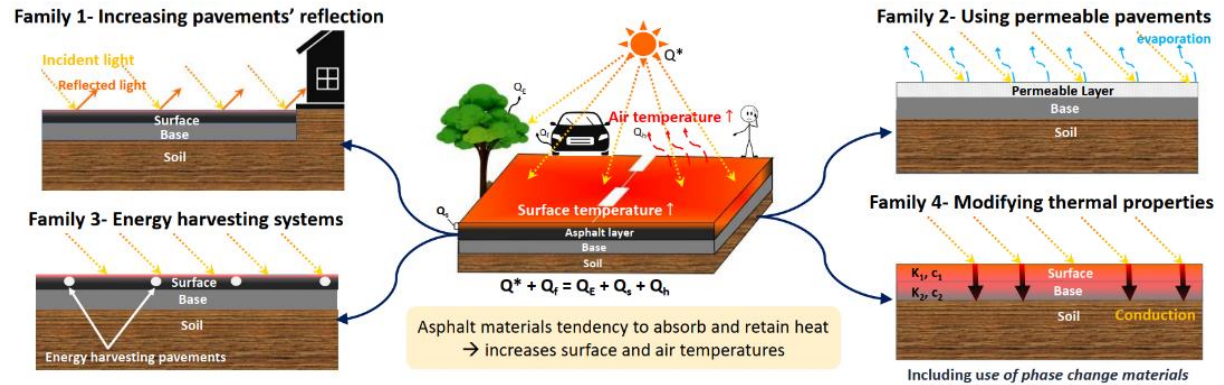 Family 1- Increasing pavements' reflection
Incident light
Reflected light
Surface
Base
Soil
Q*
Q_E
Q_f
Air temperature ↑
Q_h
Q_s
Surface temperature ↑
Asphalt layer
Base
Soil
Q* + Q_f = Q_E + Q_s + Q_h
Asphalt materials tendency to absorb and retain heat
→ increases surface and air temperatures
Family 2- Using permeable pavements
evaporation
Permeable Layer
Base
Soil
Family 3- Energy harvesting systems
Surface
Base
Soil
Energy harvesting pavements
Family 4- Modifying thermal properties
K₁, c₁
Surface
Base
K₂, c₂
Soil
Conduction
Including use of phase change materials